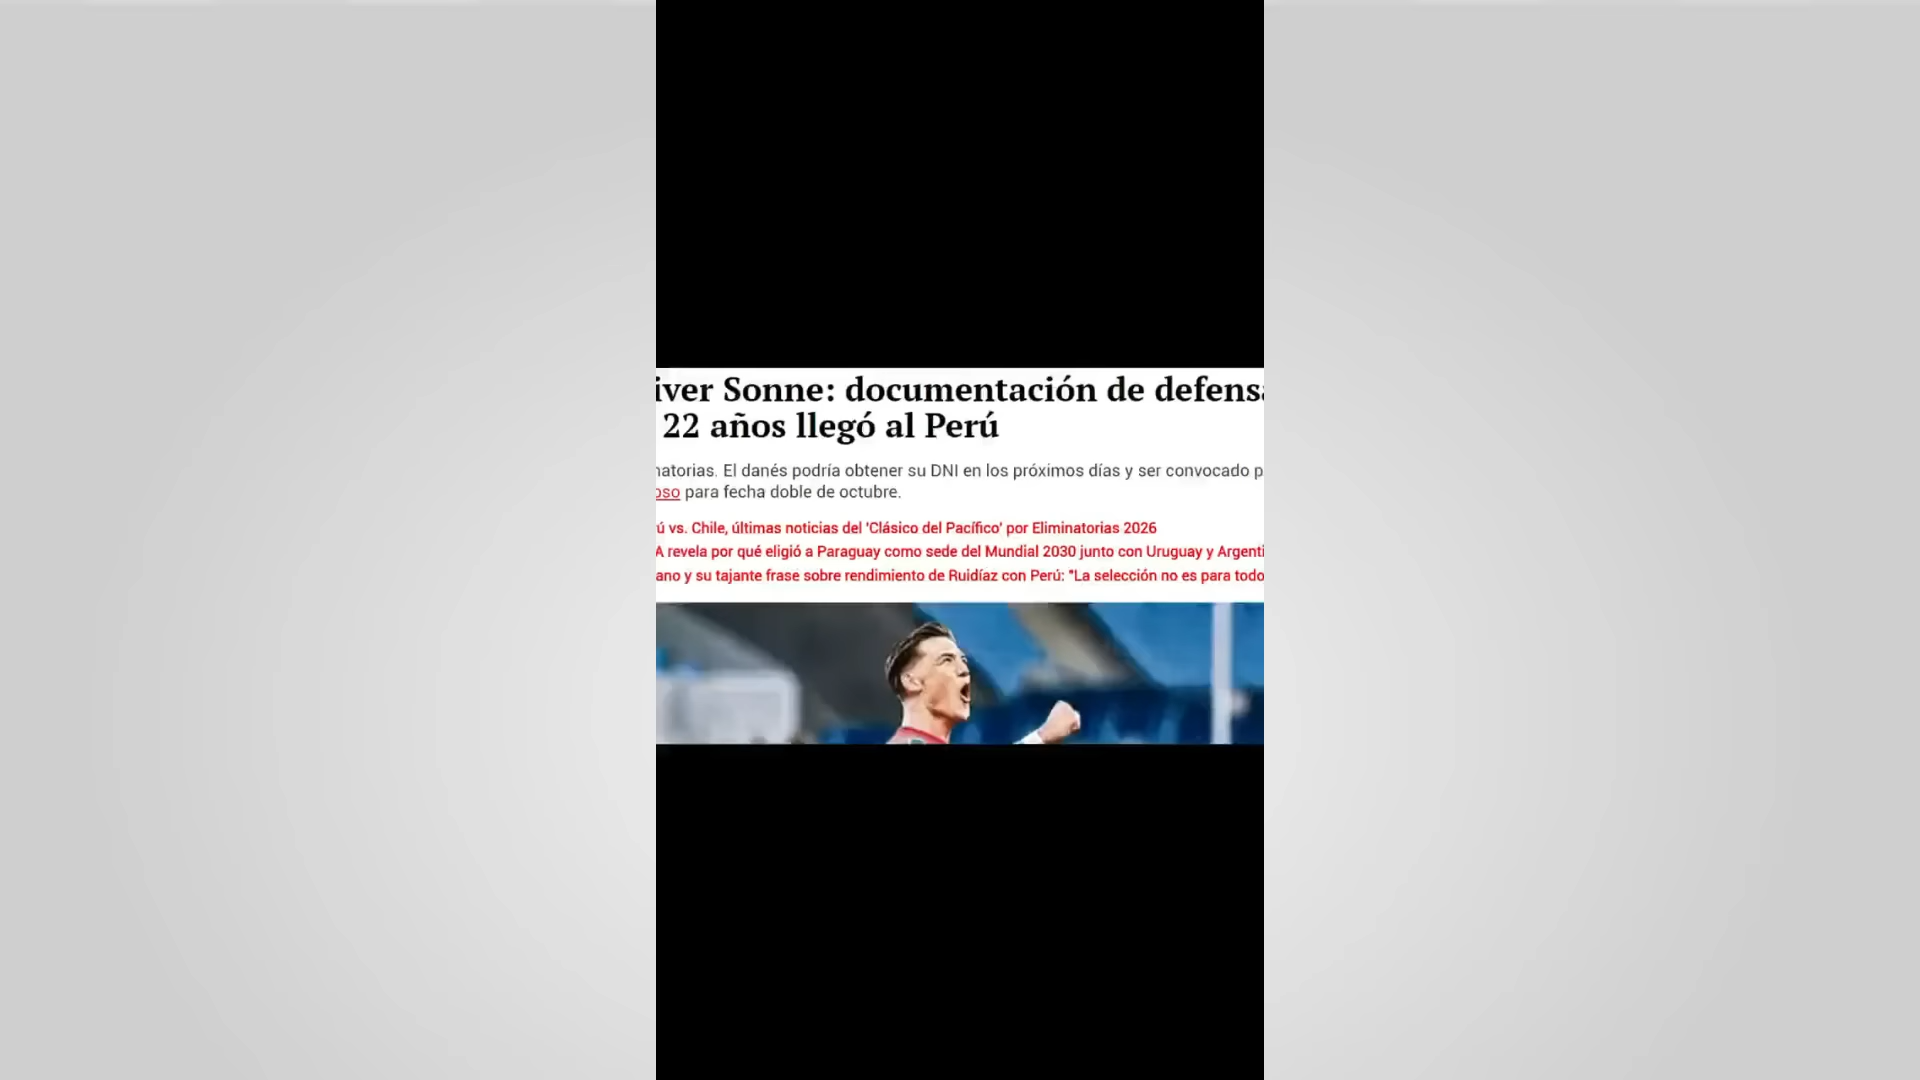 iver Sonne: documentación de defensa
22 años llegó al Perú
natorias. El danés podría obtener su DNI en los próximos días y ser convocado p
oso para fecha doble de octubre.
ú vs. Chile, últimas noticias del 'Clásico del Pacífico' por Eliminatorias 2026
A revela por qué eligió a Paraguay como sede del Mundial 2030 junto con Uruguay y Argenti
ano y su tajante frase sobre rendimiento de Ruidíaz con Perú: "La selección no es para todo